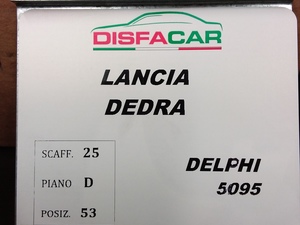 DISFACAR
LANCIA
DEDRA
SCAFF. 25
PIANO D
POSIZ. 53
DELPHI
5095